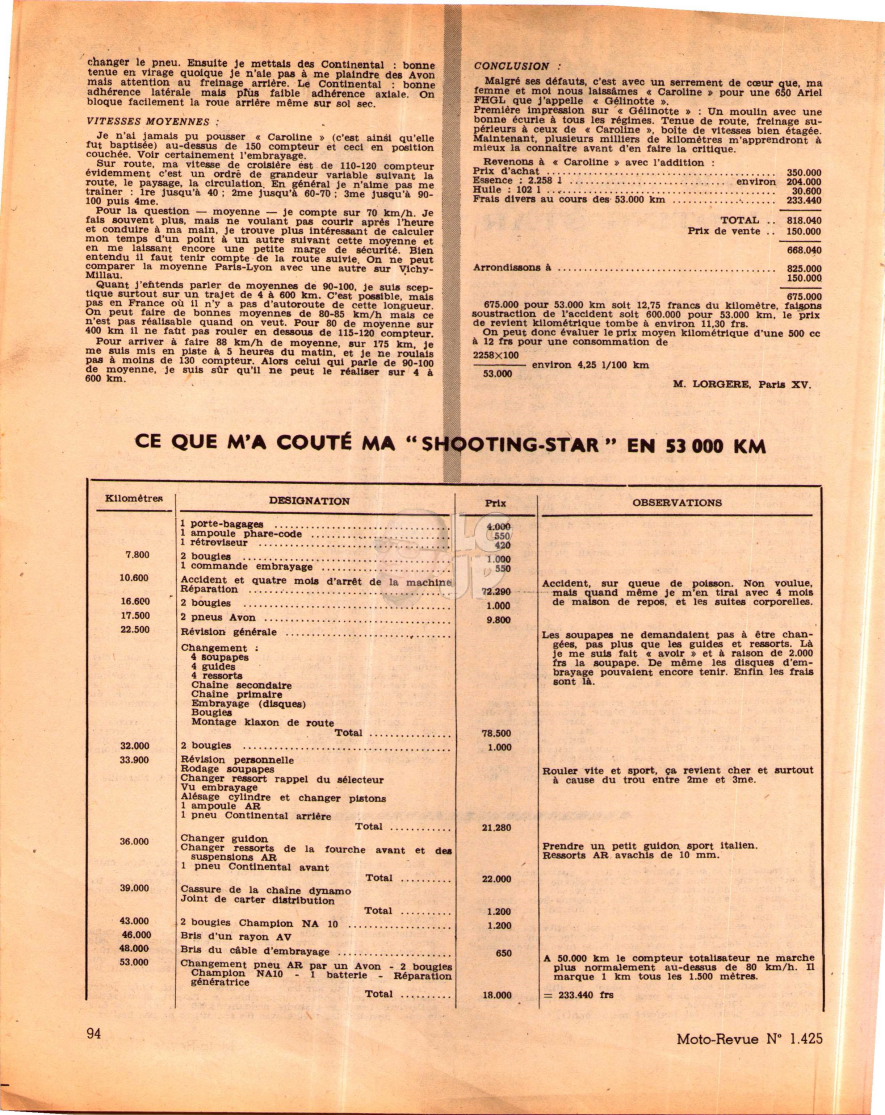 changer le pneu. Ensuite je mettais des Continental : bonne
tenue en virage quoique je n'aie pas à me plaindre des Avon
mais attention au freinage arrière. Le Continental : bonne
adhérence latérale mais plus faible adhérence axiale. On
bloque facilement la roue arrière même sur sol sec.
VITESSES MOYENNES :
Je n'ai jamais pu pousser « Caroline » (c'est ainsi qu'elle
fut baptisée) au-dessus de 150 compteur et ceci en position
couchée. Voir certainement l'embrayage.
Sur route, ma vitesse de croisière est de 110-120 compteur
évidemment c'est un ordre de grandeur variable suivant la
route, le paysage, la circulation. En général je n'aime pas me
traîner : 1re jusqu'à 40 ; 2me jusqu'à 60-70 ; 3me jusqu'à 90-
100 puis 4me.
Pour la question — moyenne — je compte sur 70 km/h. Je
fais souvent plus, mais ne voulant pas courir après l'heure
et conduire à ma main, je trouve plus intéressant de calculer
mon temps d'un point à un autre suivant cette moyenne et
en me laissant encore une petite marge de sécurité. Bien
entendu il faut tenir compte de la route suivie. On ne peut
comparer la moyenne Paris-Lyon avec une autre sur Vichy-
Millau.
Quant j'entends parler de moyennes de 90-100, je suis scep-
tique surtout sur un trajet de 4 à 600 km. C'est possible, mais
pas en France où il n'y a pas d'autoroute de cette longueur.
On peut faire de bonnes moyennes de 80-85 km/h mais ce
n'est pas réalisable quand on veut. Pour 80 de moyenne sur
400 km il ne faut pas rouler en dessous de 115-120 compteur.
Pour arriver à faire 88 km/h de moyenne, sur 175 km, je
me suis mis en piste à 5 heures du matin, et je ne roulais
pas à moins de 130 compteur. Alors celui qui parle de 90-100
de moyenne, je suis sûr qu'il ne peut le réaliser sur 4 à
600 km.
CONCLUSION :
Malgré ses défauts, c'est avec un serrement de cœur que, ma
femme et moi nous laissâmes « Caroline » pour une 650 Ariel
FHGL que j'appelle « Gélinotte ».
Première impression sur « Gélinotte » : Un moulin avec une
bonne écurie à tous les régimes. Tenue de route, freinage su-
périeurs à ceux de « Caroline », boîte de vitesses bien étagée.
Maintenant, plusieurs milliers de kilomètres m'apprendront à
mieux la connaître avant d'en faire la critique.
Revenons à « Caroline » avec l'addition :
Prix d'achat ........ 350.000
Essence : 2.258 l ........ environ 204.000
Huile : 102 l ........ 30.600
Frais divers au cours des 53.000 km ........ 233.440
TOTAL .. 818.040
Prix de vente .. 150.000
668.040
Arrondissons à ........ 825.000
150.000
675.000
675.000 pour 53.000 km soit 12,75 francs du kilomètre, faisons
soustraction de l'accident soit 600.000 pour 53.000 km, le prix
de revient kilométrique tombe à environ 11,30 frs.
On peut donc évaluer le prix moyen kilométrique d'une 500 cc
à 12 frs pour une consommation de
2258×100
environ 4,25 l/100 km
53.000
M. LORGERE, Paris XV.
CE QUE M'A COUTÉ MA "SHOOTING-STAR" EN 53 000 KM
Kilomètres DESIGNATION Prix OBSERVATIONS
1 porte-bagages ........ 4.000
1 ampoule phare-code ........ 550
1 rétroviseur ........ 420
7.800 2 bougies ........ 1.000
1 commande embrayage ........ 550
10.600 Accident et quatre mois d'arrêt de la machine
Réparation ........ 72.290
Accident, sur queue de poisson. Non voulue,
mais quand même je m'en tirai avec 4 mois
de maison de repos, et les suites corporelles.
16.600 2 bougies ........ 1.000
17.500 2 pneus Avon ........ 9.800
22.500 Révision générale ........
Les soupapes ne demandaient pas à être chan-
gées, pas plus que les guides et ressorts. Là
je me suis fait « avoir » et à raison de 2.000
frs la soupape. De même les disques d'em-
brayage pouvaient encore tenir. Enfin les frais
sont là.
Changement :
4 soupapes
4 guides
4 ressorts
Chaîne secondaire
Chaîne primaire
Embrayage (disques)
Bougies
Montage klaxon de route
Total ........ 78.500
32.000 2 bougies ........ 1.000
33.900 Révision personnelle
Rodage soupapes
Changer ressort rappel du sélecteur
Vu embrayage
Alésage cylindre et changer pistons
1 ampoule AR
1 pneu Continental arrière
Total ........ 21.280
Rouler vite et sport, ça revient cher et surtout
à cause du trou entre 2me et 3me.
36.000 Changer guidon
Changer ressorts de la fourche avant et des
suspensions AR
1 pneu Continental avant
Total ........ 22.000
Prendre un petit guidon sport italien.
Ressorts AR avachis de 10 mm.
39.000 Cassure de la chaîne dynamo
Joint de carter distribution
Total ........ 1.200
43.000 2 bougies Champion NA 10 ........ 1.200
46.000 Bris d'un rayon AV
48.000 Bris du câble d'embrayage ........ 650
53.000 Changement pneu AR par un Avon - 2 bougies
Champion NA10 - 1 batterie - Réparation
génératrice
Total ........ 18.000
A 50.000 km le compteur totalisateur ne marche
plus normalement au-dessus de 80 km/h. Il
marque 1 km tous les 1.500 mètres.
= 233.440 frs
94
Moto-Revue N° 1.425